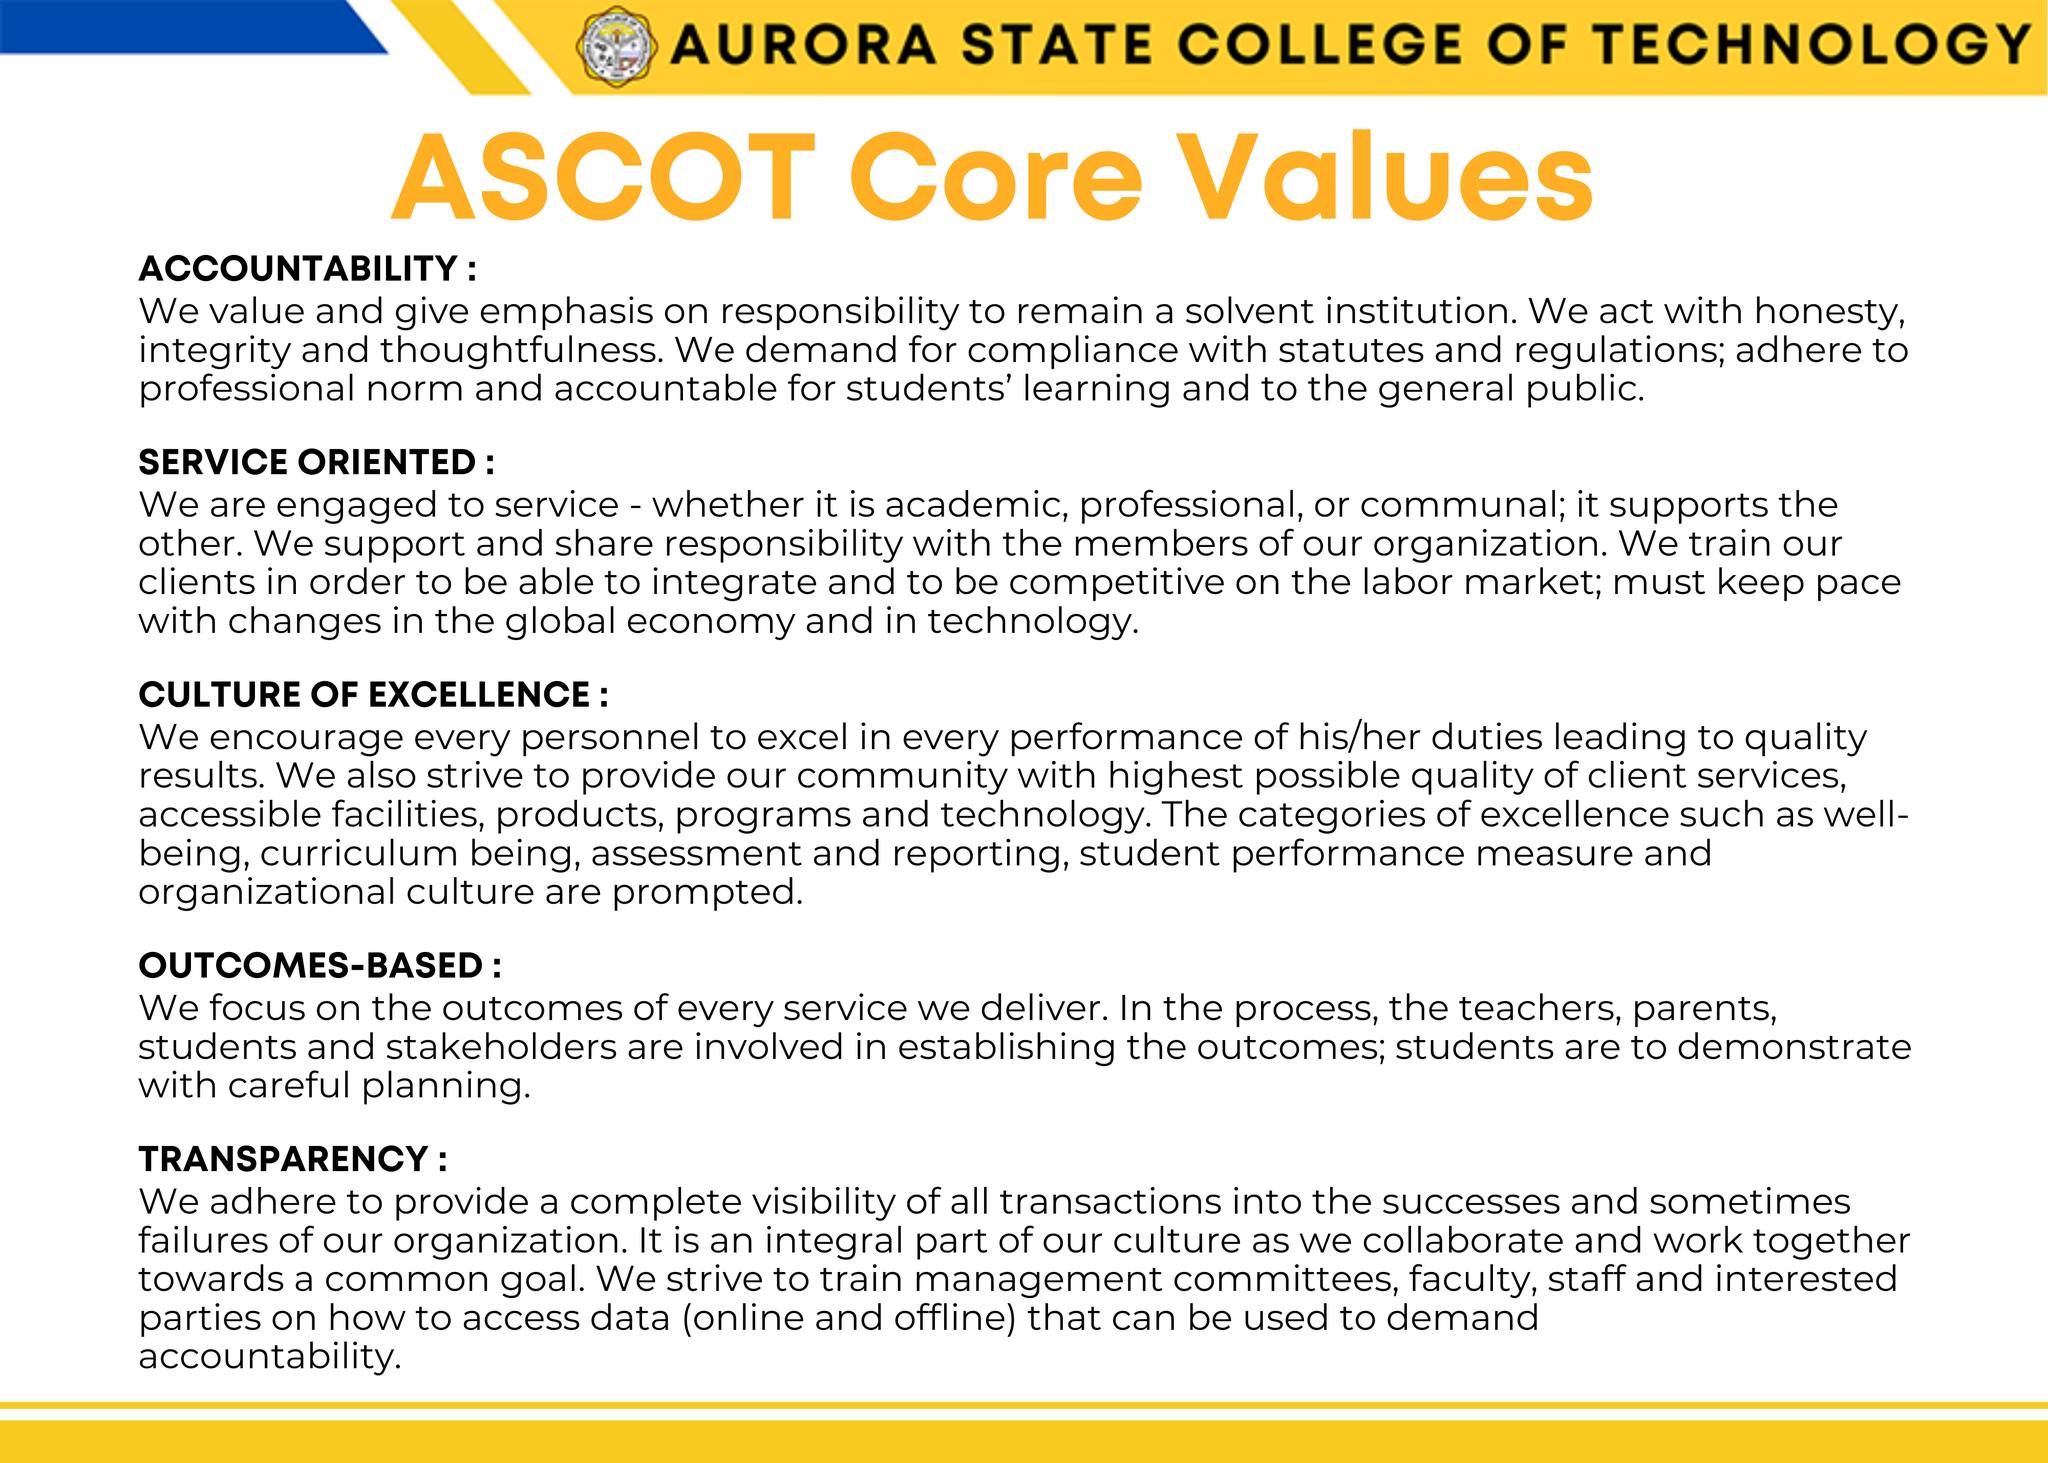 AURORA STATE COLLEGE OF TECHNOLOGY
ASCOT Core Values
ACCOUNTABILITY :
We value and give emphasis on responsibility to remain a solvent institution. We act with honesty,
integrity and thoughtfulness. We demand for compliance with statutes and regulations; adhere to
professional norm and accountable for students’ learning and to the general public.
SERVICE ORIENTED :
We are engaged to service - whether it is academic, professional, or communal; it supports the
other. We support and share responsibility with the members of our organization. We train our
clients in order to be able to integrate and to be competitive on the labor market; must keep pace
with changes in the global economy and in technology.
CULTURE OF EXCELLENCE :
We encourage every personnel to excel in every performance of his/her duties leading to quality
results. We also strive to provide our community with highest possible quality of client services,
accessible facilities, products, programs and technology. The categories of excellence such as well-
being, curriculum being, assessment and reporting, student performance measure and
organizational culture are prompted.
OUTCOMES-BASED :
We focus on the outcomes of every service we deliver. In the process, the teachers, parents,
students and stakeholders are involved in establishing the outcomes; students are to demonstrate
with careful planning.
TRANSPARENCY :
We adhere to provide a complete visibility of all transactions into the successes and sometimes
failures of our organization. It is an integral part of our culture as we collaborate and work together
towards a common goal. We strive to train management committees, faculty, staff and interested
parties on how to access data (online and offline) that can be used to demand
accountability.